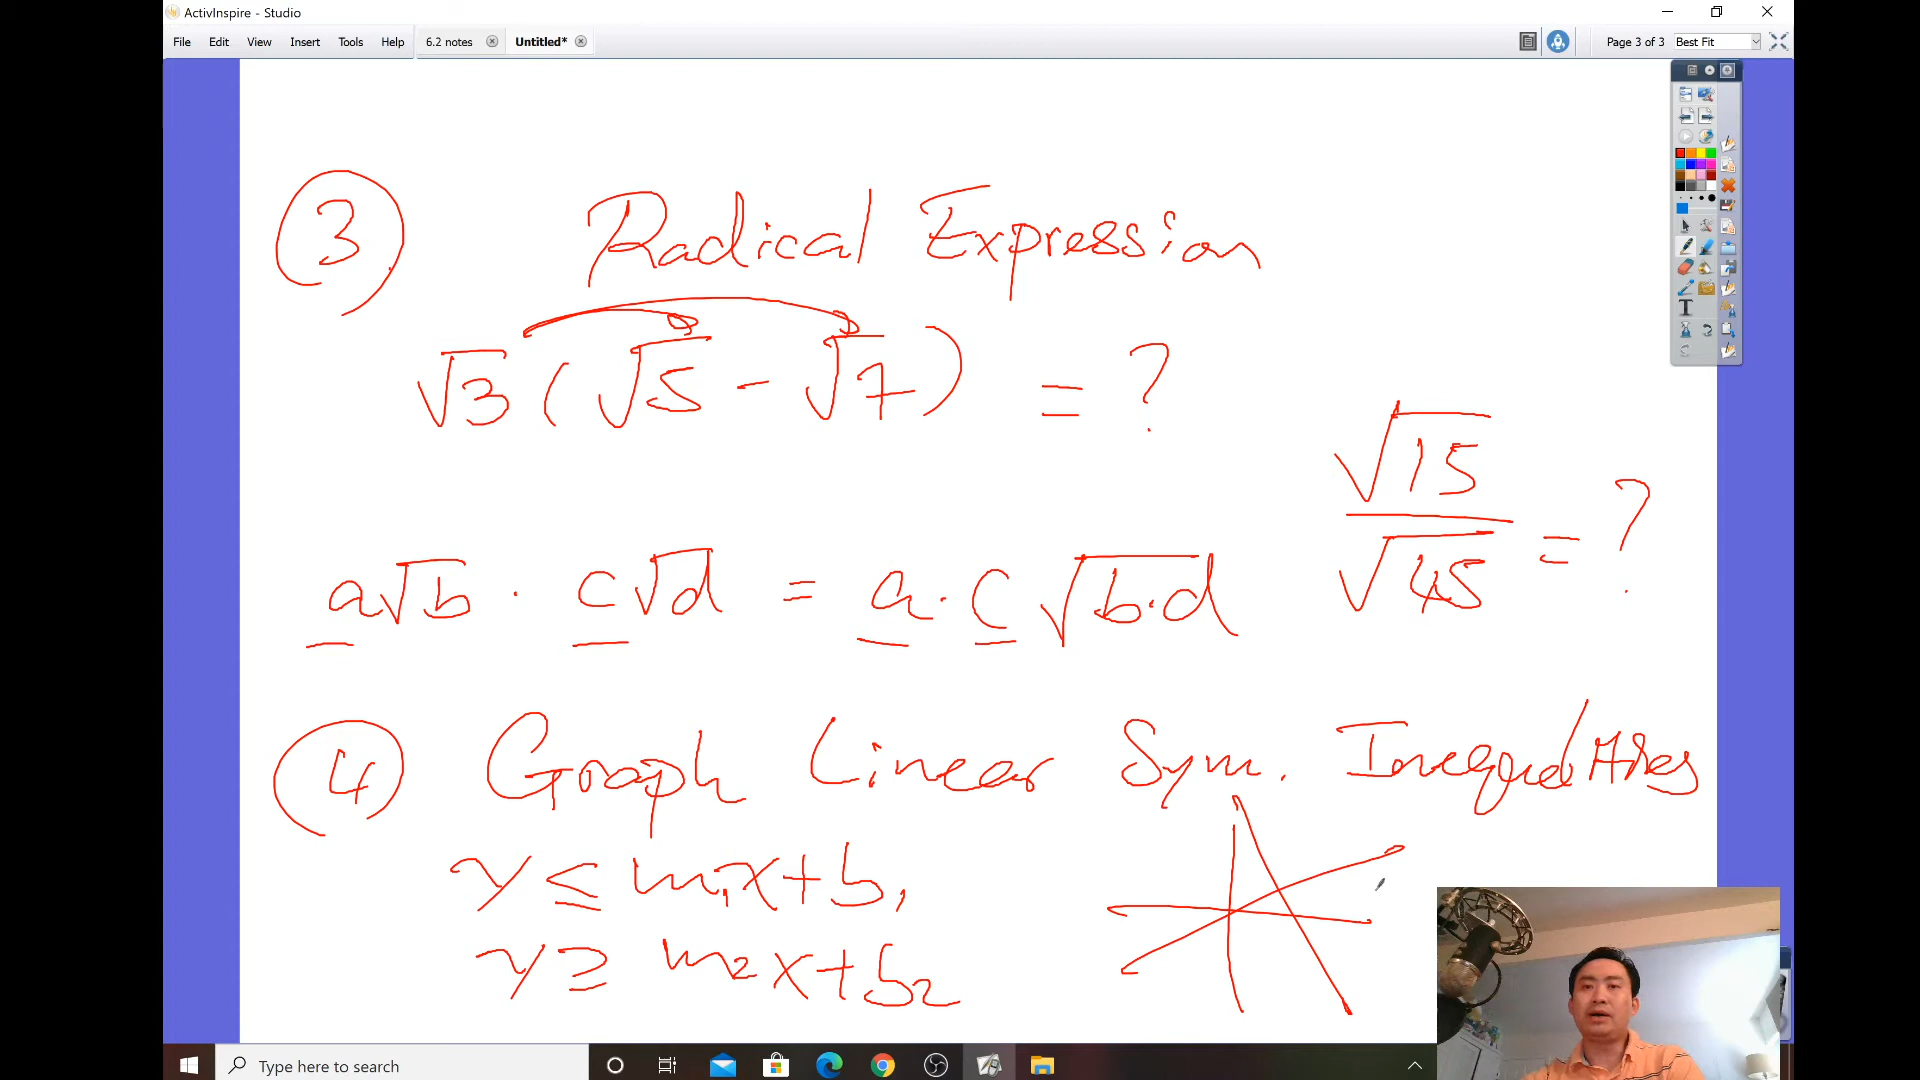 ActivInspire - Studio
File Edit View Insert Tools Help 6.2 notes Untitled* Page 3 of 3 Best Fit
3 Radical Expression
√3 (√5 - √7) = ?
√15 / √45 = ?
a√b · c√d = a · c √b·d
4 Graph Linear Sym. Inequalities
y ≤ m₁x + b₁
y ≥ m₂x + b₂
T
Type here to search